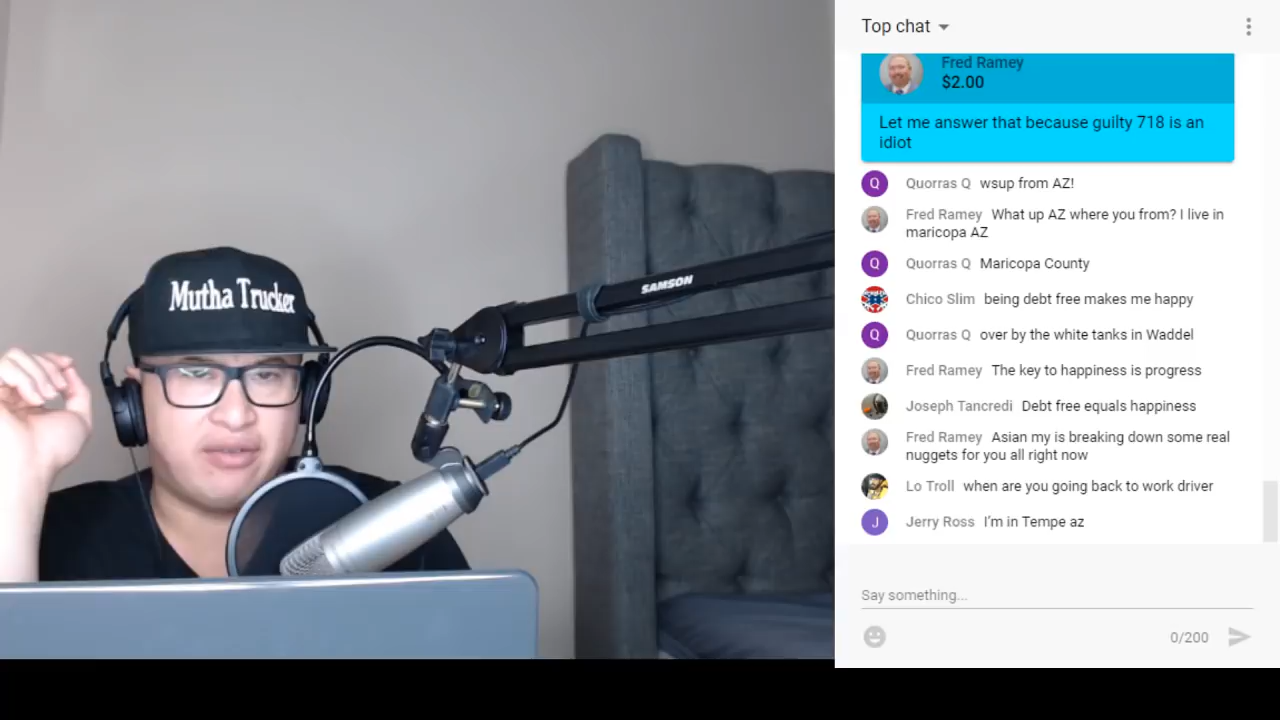 Mutha Trucker
SAMSON
Top chat
Fred Ramey
$2.00
Let me answer that because guilty 718 is an
idiot
Q Quorras Q wsup from AZ!
Fred Ramey What up AZ where you from? I live in
maricopa AZ
Q Quorras Q Maricopa County
Chico Slim being debt free makes me happy
Q Quorras Q over by the white tanks in Waddel
Fred Ramey The key to happiness is progress
Joseph Tancredi Debt free equals happiness
Fred Ramey Asian my is breaking down some real
nuggets for you all right now
Lo Troll when are you going back to work driver
J Jerry Ross I'm in Tempe az
Say something...
0/200